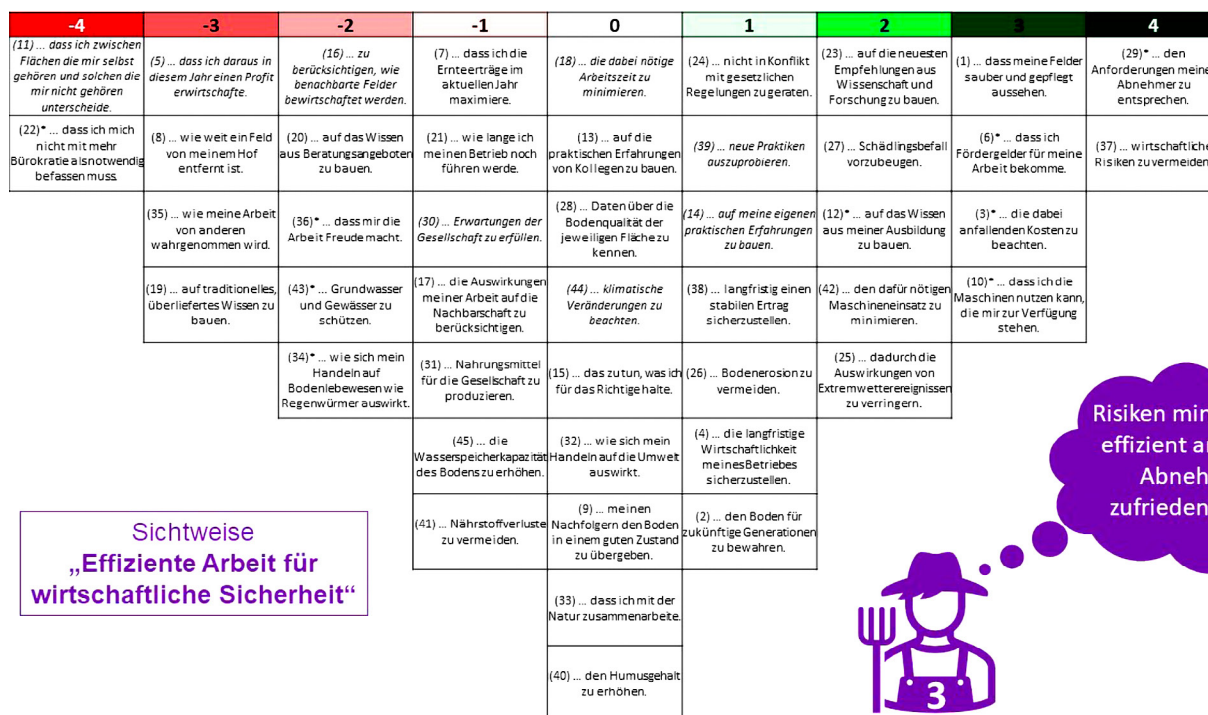 -4
-3
-2
-1
0
1
2
3
4
(11) ... dass ich zwischen
Flächen die mir selbst
gehören und solchen die
mir nicht gehören
unterscheide.
(5) ... dass ich daraus in
diesem Jahr einen Profit
erwirtschafte.
(16) ... zu
berücksichtigen, wie
benachbarte Felder
bewirtschaftet werden.
(7) ... dass ich die
Ernteerträge im
aktuellen Jahr
maximiere.
(18) ... die dabei nötige
Arbeitszeit zu
minimieren.
(24) ... nicht in Konflikt
mit gesetzlichen
Regelungen zu geraten.
(23) ... auf die neuesten
Empfehlungen aus
Wissenschaft und
Forschung zu bauen.
(1) ... dass meine Felder
sauber und gepflegt
aussehen.
(29)* ... den
Anforderungen meine
Abnehmer zu
entsprechen.
(22)* ... dass ich mich
nicht mit mehr
Bürokratie als notwendig
befassen muss.
(8) ... wie weit ein Feld
von meinem Hof
entfernt ist.
(20) ... auf das Wissen
aus Beratungsangeboten
zu bauen.
(21) ... wie lange ich
meinen Betrieb noch
führen werde.
(13) ... auf die
praktischen Erfahrungen
von Kollegen zu bauen.
(39) ... neue Praktiken
auszuprobieren.
(27) ... Schädlingsbefall
vorzubeugen.
(6)* ... dass ich
Fördergelder für meine
Arbeit bekomme.
(37) ... wirtschaftliche
Risiken zu vermeiden
(35) ... wie meine Arbeit
von anderen
wahrgenommen wird.
(36)* ... dass mir die
Arbeit Freude macht.
(30) ... Erwartungen der
Gesellschaft zu erfüllen.
(28) ... Daten über die
Bodenqualität der
jeweiligen Fläche zu
kennen.
(14) ... auf meine eigenen
praktischen Erfahrungen
zu bauen.
(12)* ... auf das Wissen
aus meiner Ausbildung
zu bauen.
(3)* ... die dabei
anfallenden Kosten zu
beachten.
(19) ... auf traditionelles,
überliefertes Wissen zu
bauen.
(43)* ... Grundwasser
und Gewässer zu
schützen.
(17) ... die Auswirkungen
meiner Arbeit auf die
Nachbarschaft zu
berücksichtigen.
(44) ... klimatische
Veränderungen zu
beachten.
(38) ... langfristig einen
stabilen Ertrag
sicherzustellen.
(42) ... den dafür nötigen
Maschineneinsatz zu
minimieren.
(10)* ... dass ich die
Maschinen nutzen kann,
die mir zur Verfügung
stehen.
(34)* ... wie sich mein
Handeln auf
Bodenlebewesen wie
Regenwürmer auswirkt.
(31) ... Nahrungsmittel
für die Gesellschaft zu
produzieren.
(15) ... das zu tun, was ich
für das Richtige halte.
(26) ... Bodenerosion zu
vermeiden.
(25) ... dadurch die
Auswirkungen von
Extremwetterereignissen
zu verringern.
(45) ... die
Wasserspeicherkapazität
des Bodens zu erhöhen.
(32) ... wie sich mein
Handeln auf die Umwelt
auswirkt.
(4) ... die langfristige
Wirtschaftlichkeit
meines Betriebes
sicherzustellen.
(41) ... Nährstoffverluste
zu vermeiden.
(9) ... meinen
Nachfolgern den Boden
in einem guten Zustand
zu übergeben.
(2) ... den Boden für
zukünftige Generationen
zu bewahren.
(33) ... dass ich mit der
Natur zusammenarbeite.
(40) ... den Humusgehalt
zu erhöhen.
Sichtweise
„Effiziente Arbeit für
wirtschaftliche Sicherheit“
Risiken min
effizient a
Abneh
zufrieden
3